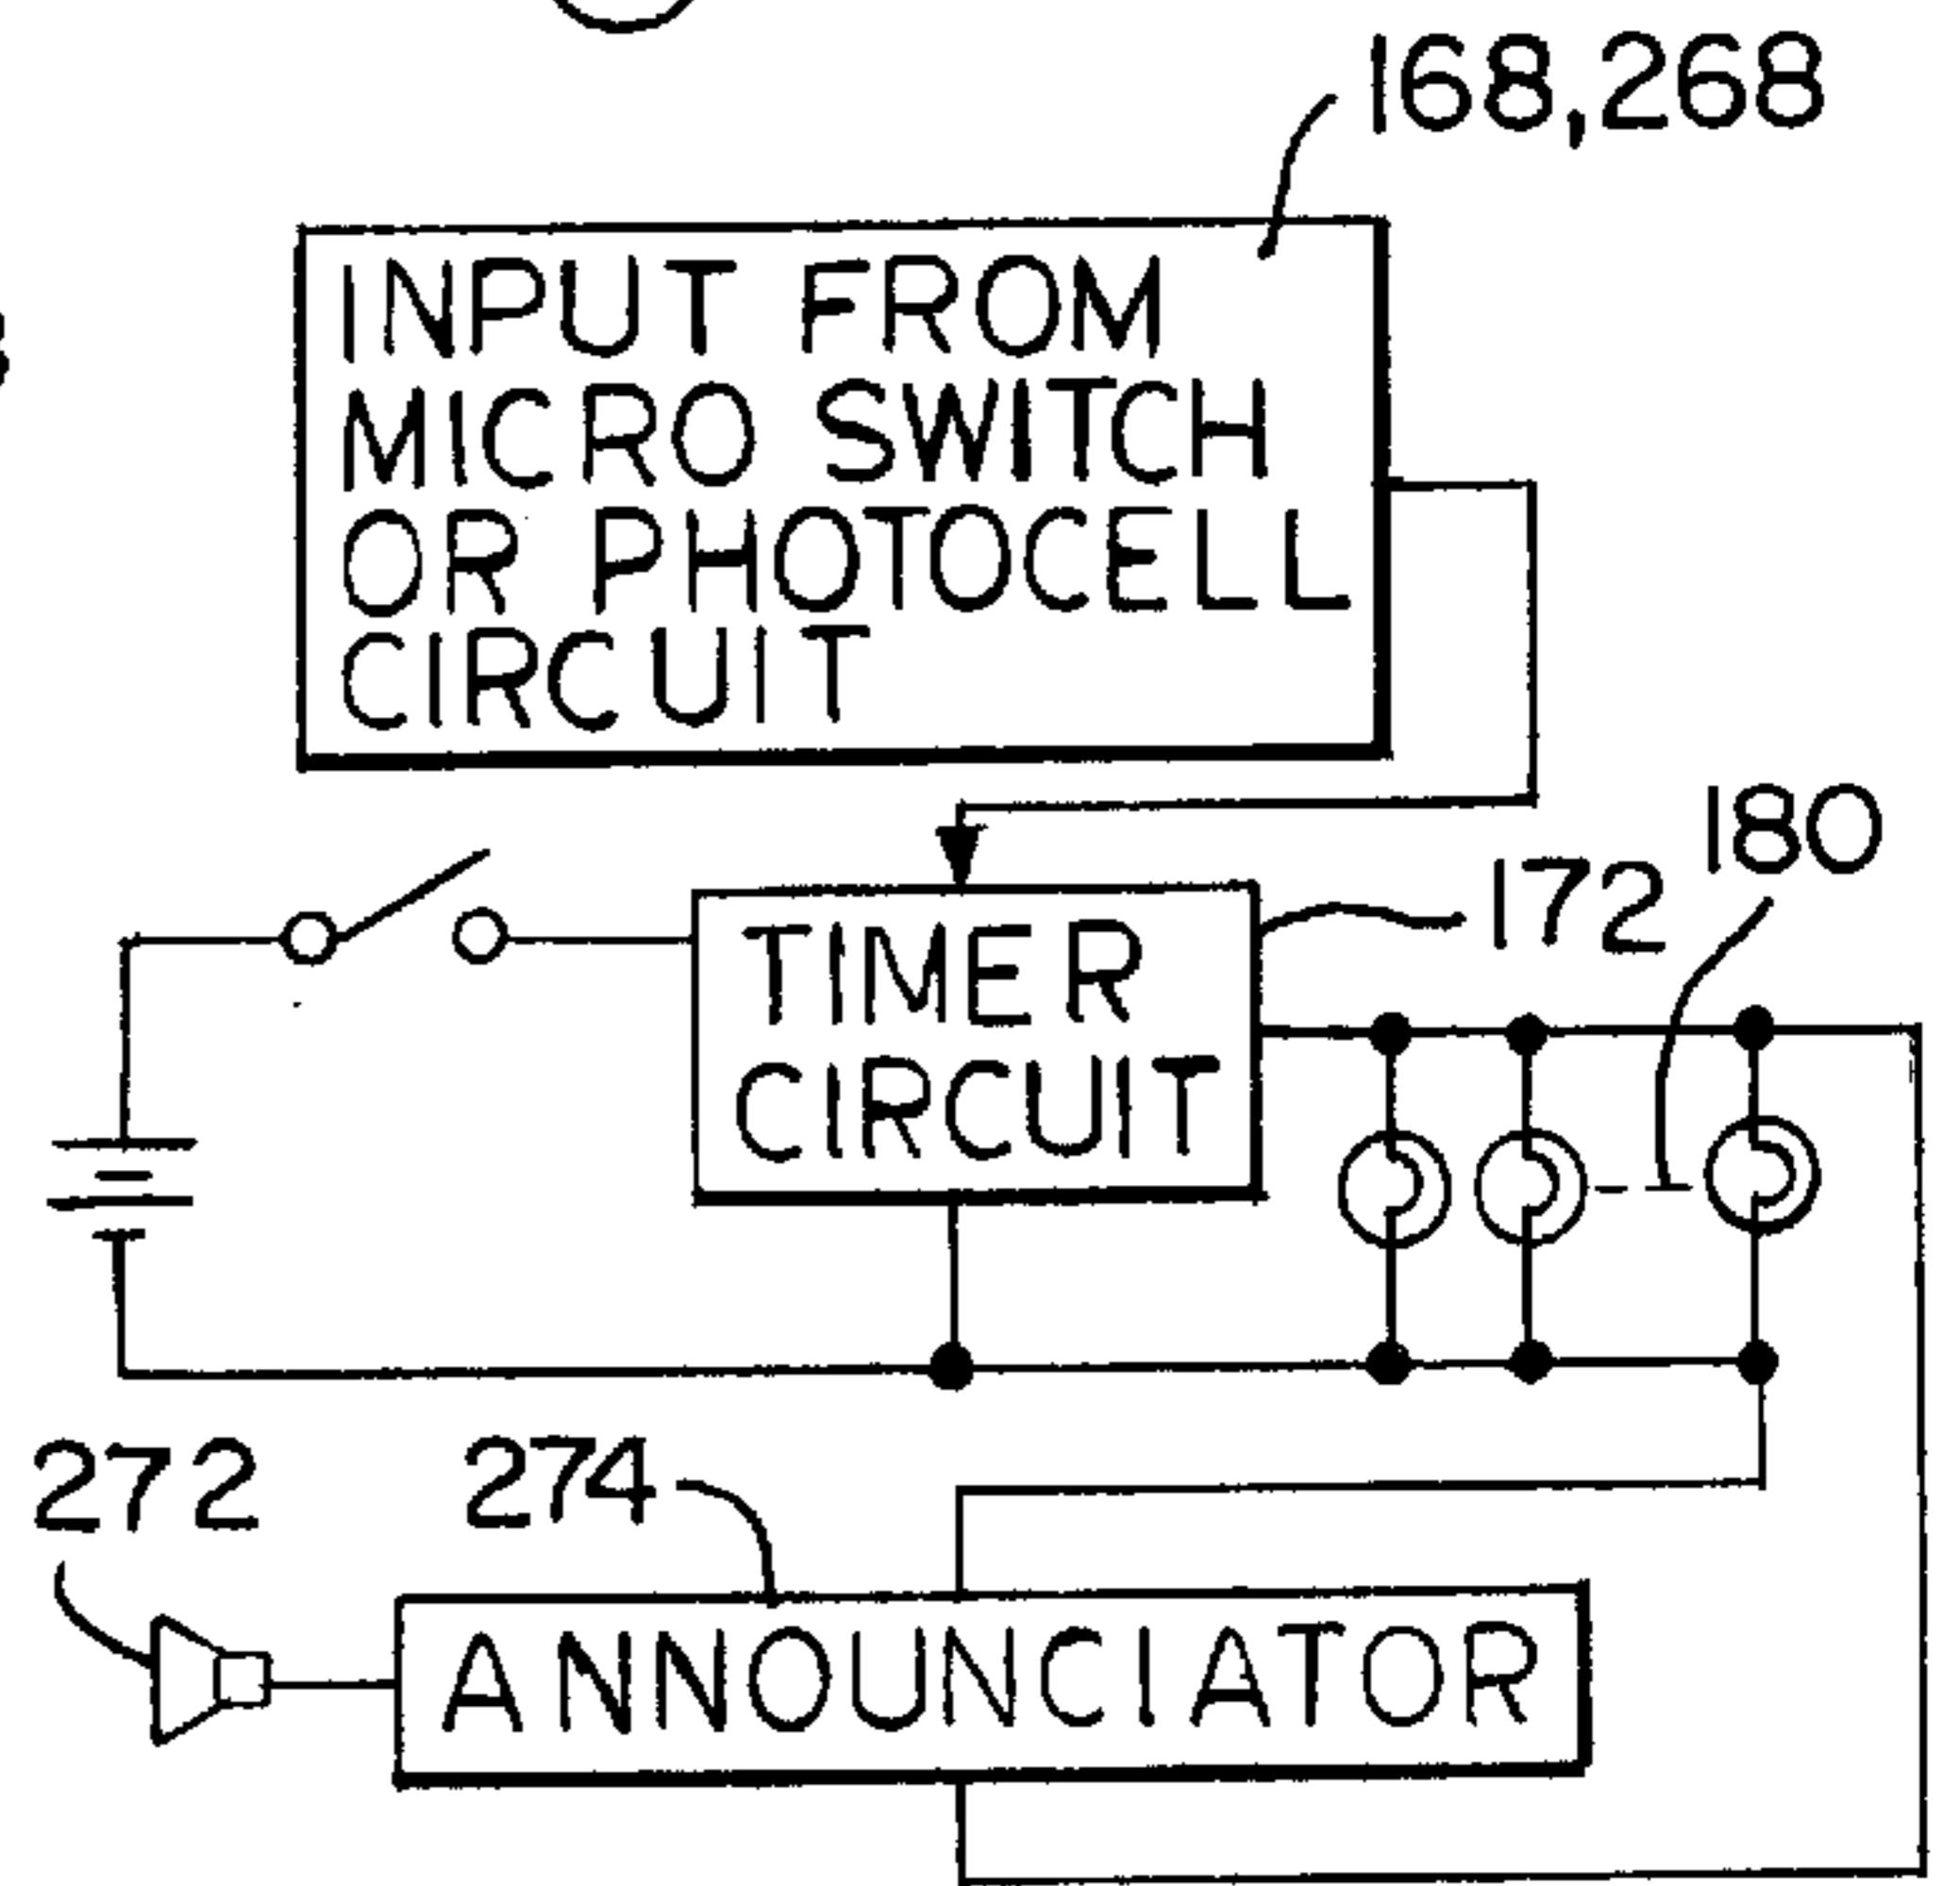 168,268
INPUT FROM
MICRO SWITCH
OR PHOTOCELL
CIRCUIT
180
172
TIMER
CIRCUIT
272
274
ANNOUNCIATOR